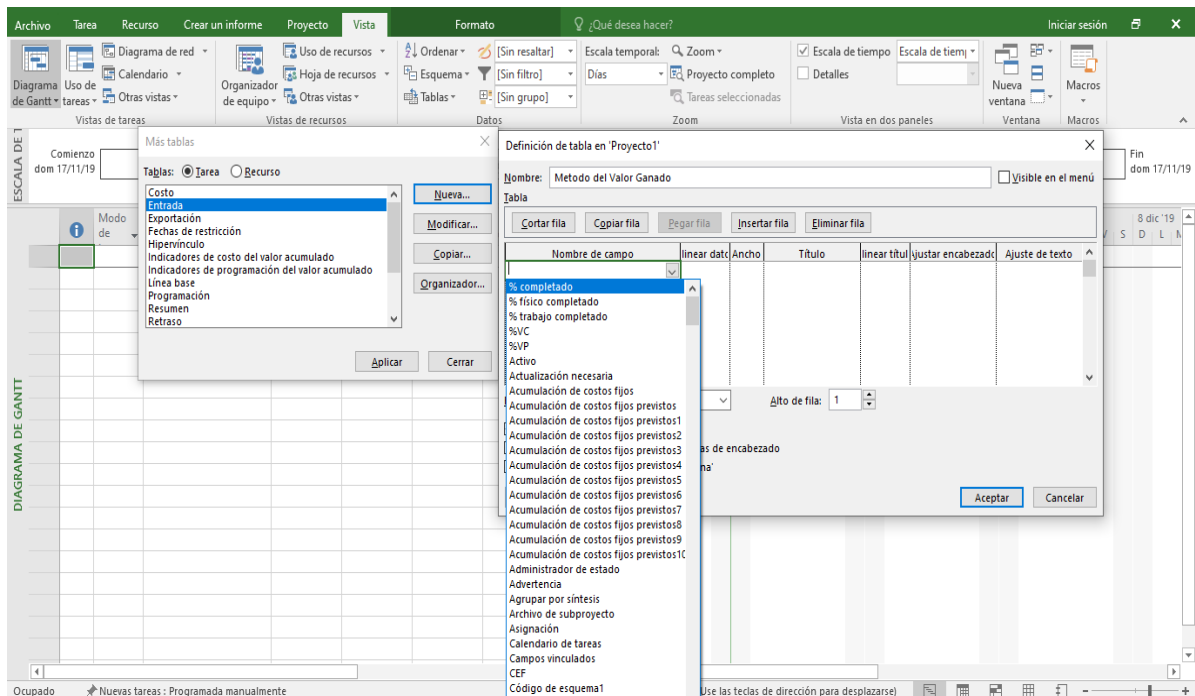 Archivo Tarea Recurso Crear un informe Proyecto Vista Formato ¿Qué desea hacer? Iniciar sesión
Diagrama de Gantt
Uso de tareas
Diagrama de red
Calendario
Otras vistas
Vistas de tareas
Organizador de equipo
Uso de recursos
Hoja de recursos
Otras vistas
Vistas de recursos
Ordenar
Esquema
Tablas
[Sin resaltar]
[Sin filtro]
[Sin grupo]
Datos
Escala temporal:
Días
Zoom
Proyecto completo
Tareas seleccionadas
Zoom
Escala de tiempo Escala de tiem
Detalles
Vista en dos paneles
Nueva ventana
Ventana
Macros
Macros
ESCALA DE T
Comienzo
dom 17/11/19
Fin
dom 17/11/19
Modo
de
8 dic '19
S D L
DIAGRAMA DE GANTT
Más tablas
Tablas: Tarea Recurso
Costo
Entrada
Exportación
Fechas de restricción
Hipervínculo
Indicadores de costo del valor acumulado
Indicadores de programación del valor acumulado
Línea base
Programación
Resumen
Retraso
Nueva...
Modificar...
Copiar...
Organizador...
Aplicar Cerrar
Definición de tabla en 'Proyecto1'
Nombre: Metodo del Valor Ganado Visible en el menú
Tabla
Cortar fila Copiar fila Pegar fila Insertar fila Eliminar fila
Nombre de campo linear dato Ancho Título linear títul Ajustar encabezado Ajuste de texto
% completado
% físico completado
% trabajo completado
%VC
%VP
Activo
Actualización necesaria
Acumulación de costos fijos
Acumulación de costos fijos previstos
Acumulación de costos fijos previstos1
Acumulación de costos fijos previstos2
Acumulación de costos fijos previstos3
Acumulación de costos fijos previstos4
Acumulación de costos fijos previstos5
Acumulación de costos fijos previstos6
Acumulación de costos fijos previstos7
Acumulación de costos fijos previstos8
Acumulación de costos fijos previstos9
Acumulación de costos fijos previstos10
Administrador de estado
Advertencia
Agrupar por síntesis
Archivo de subproyecto
Asignación
Calendario de tareas
Campos vinculados
CEF
Código de esquema1
Alto de fila: 1
as de encabezado
na'
Aceptar Cancelar
Ocupado Nuevas tareas : Programada manualmente
Use las teclas de dirección para desplazarse)